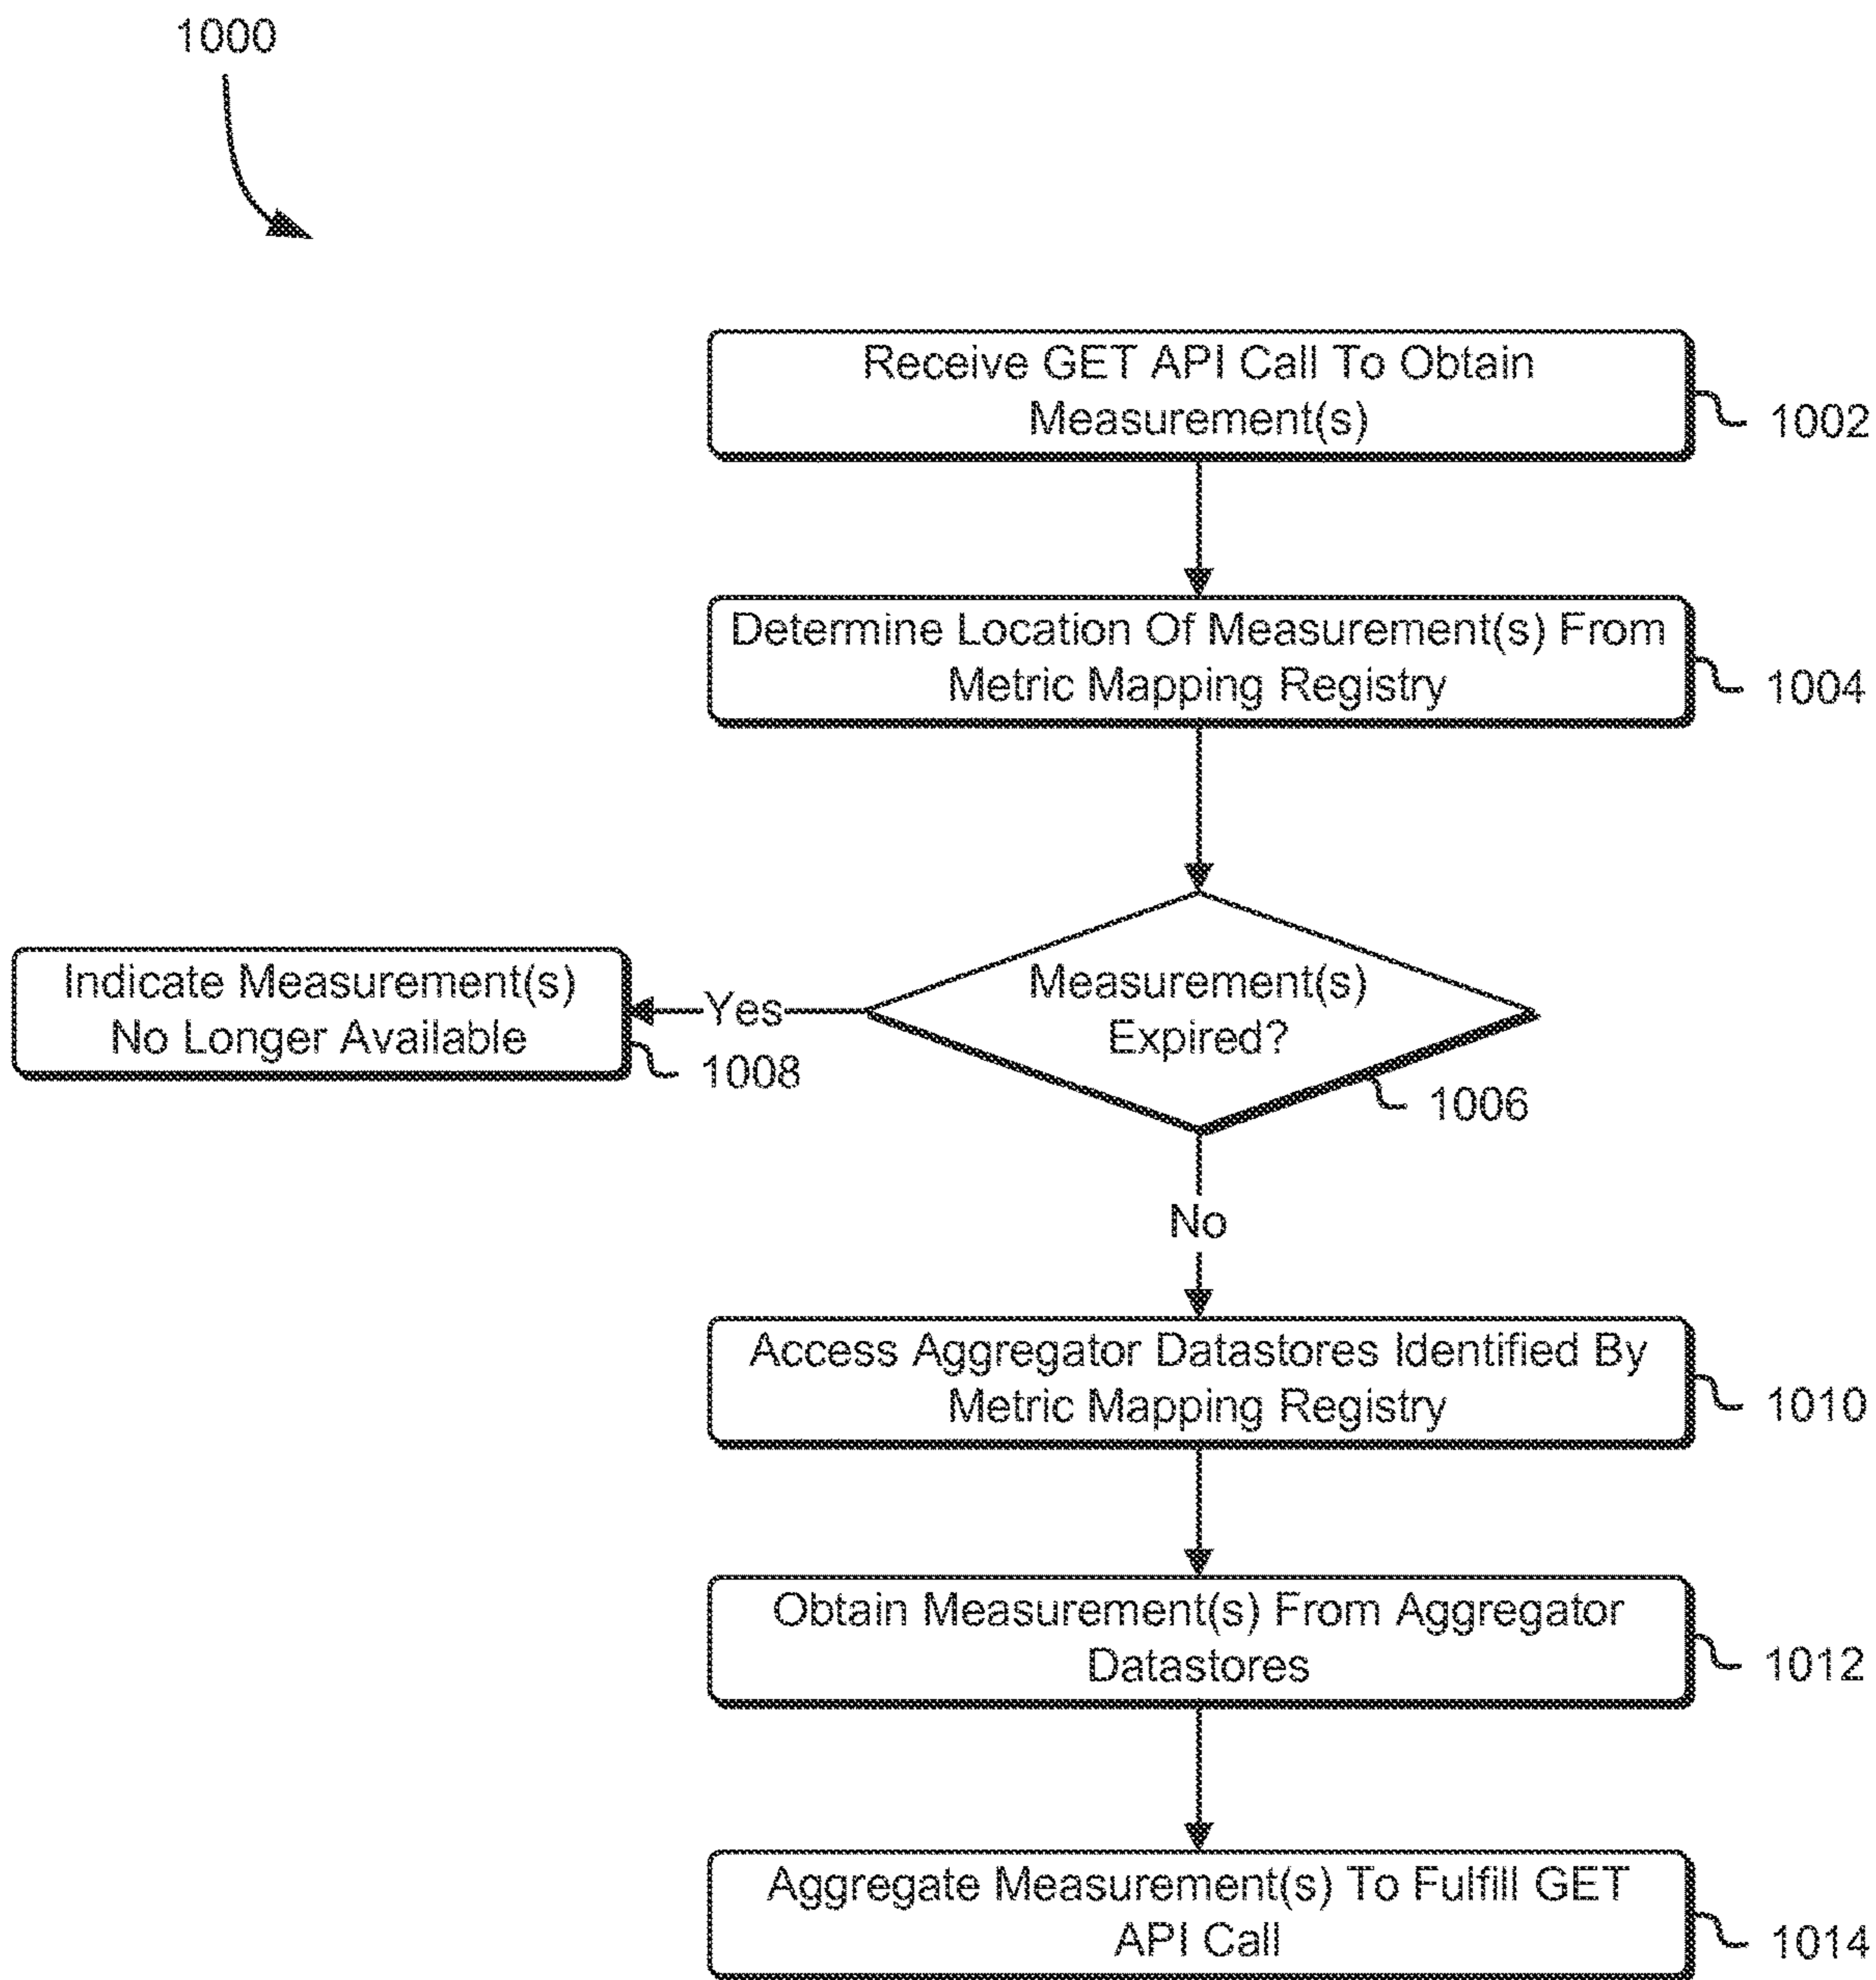 1000
Receive GET API Call To Obtain
Measurement(s)
1002
Determine Location Of Measurement(s) From
Metric Mapping Registry
1004
Measurement(s)
Expired?
1006
Yes
Indicate Measurement(s)
No Longer Available
1008
No
Access Aggregator Datastores Identified By
Metric Mapping Registry
1010
Obtain Measurement(s) From Aggregator
Datastores
1012
Aggregate Measurement(s) To Fulfill GET
API Call
1014